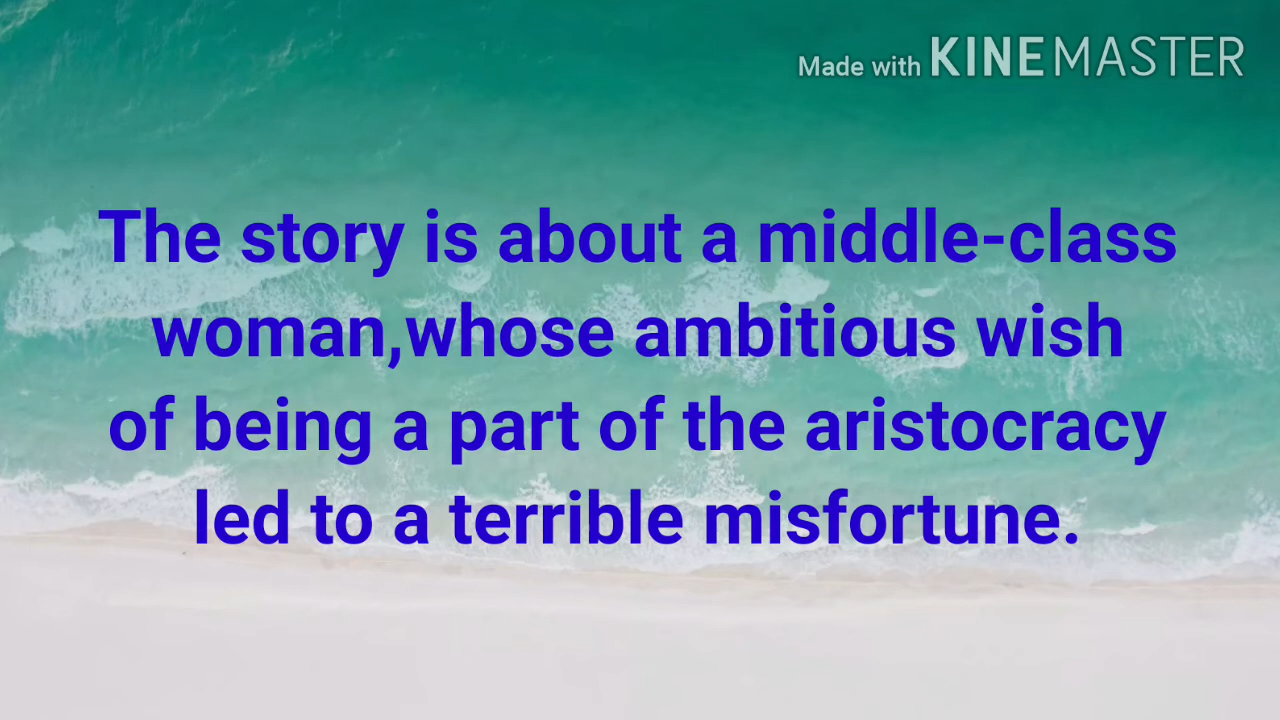 Made with KINEMASTER
The story is about a middle-class
woman,whose ambitious wish
of being a part of the aristocracy
led to a terrible misfortune.